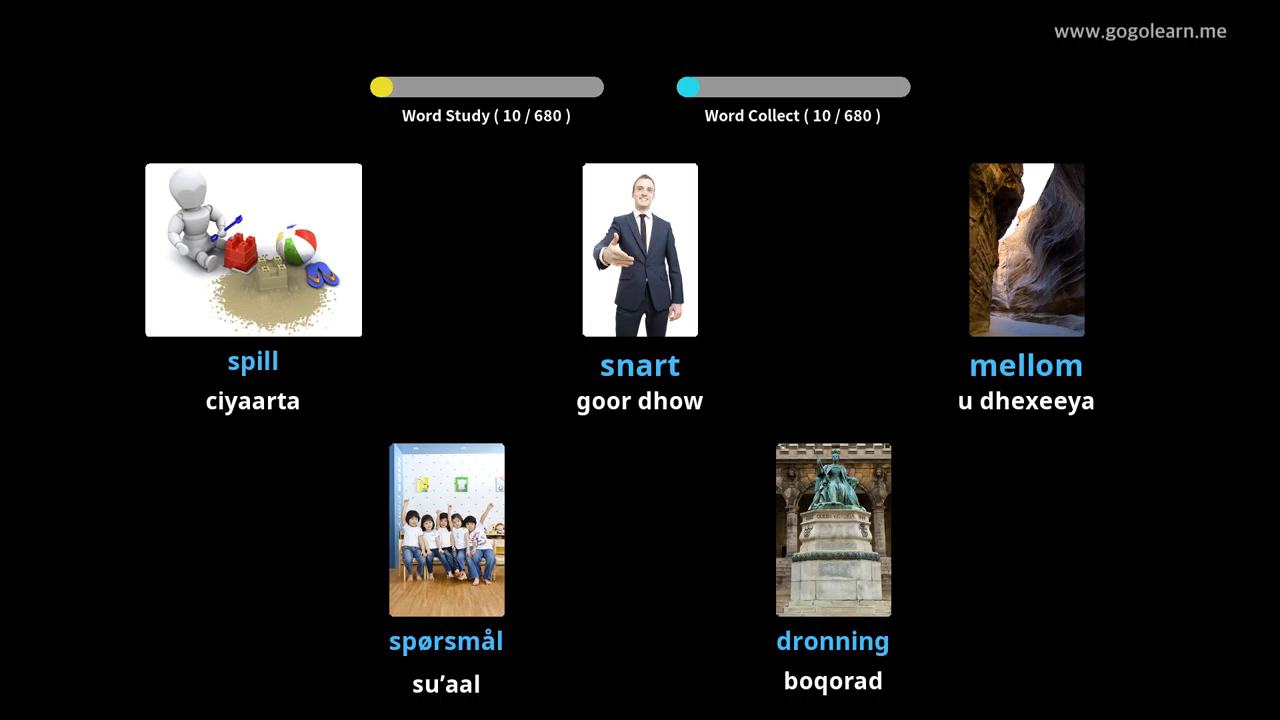 www.gogolearn.me
Word Study ( 10 / 680 )
Word Collect ( 10 / 680 )
spill
snart
mellom
ciyaarta
goor dhow
u dhexeeya
spørsmål
dronning
su’aal
boqorad